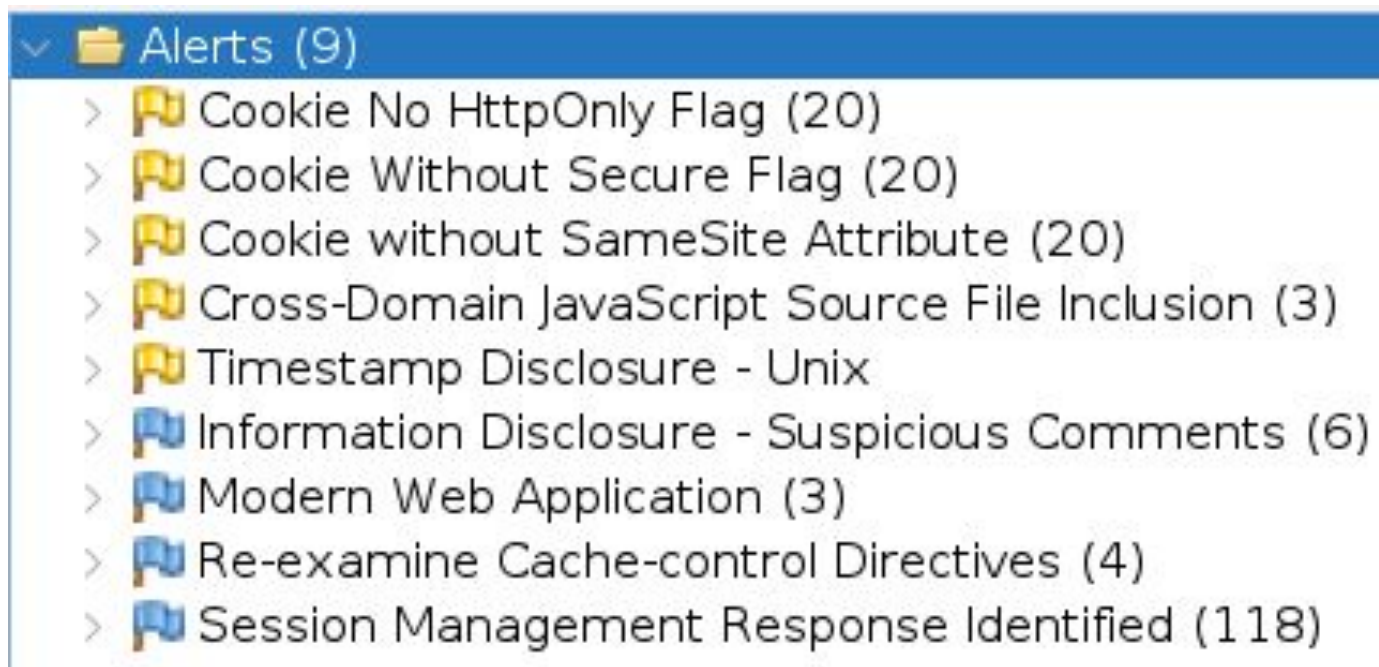 Alerts (9)
Cookie No HttpOnly Flag (20)
Cookie Without Secure Flag (20)
Cookie without SameSite Attribute (20)
Cross-Domain JavaScript Source File Inclusion (3)
Timestamp Disclosure - Unix
Information Disclosure - Suspicious Comments (6)
Modern Web Application (3)
Re-examine Cache-control Directives (4)
Session Management Response Identified (118)